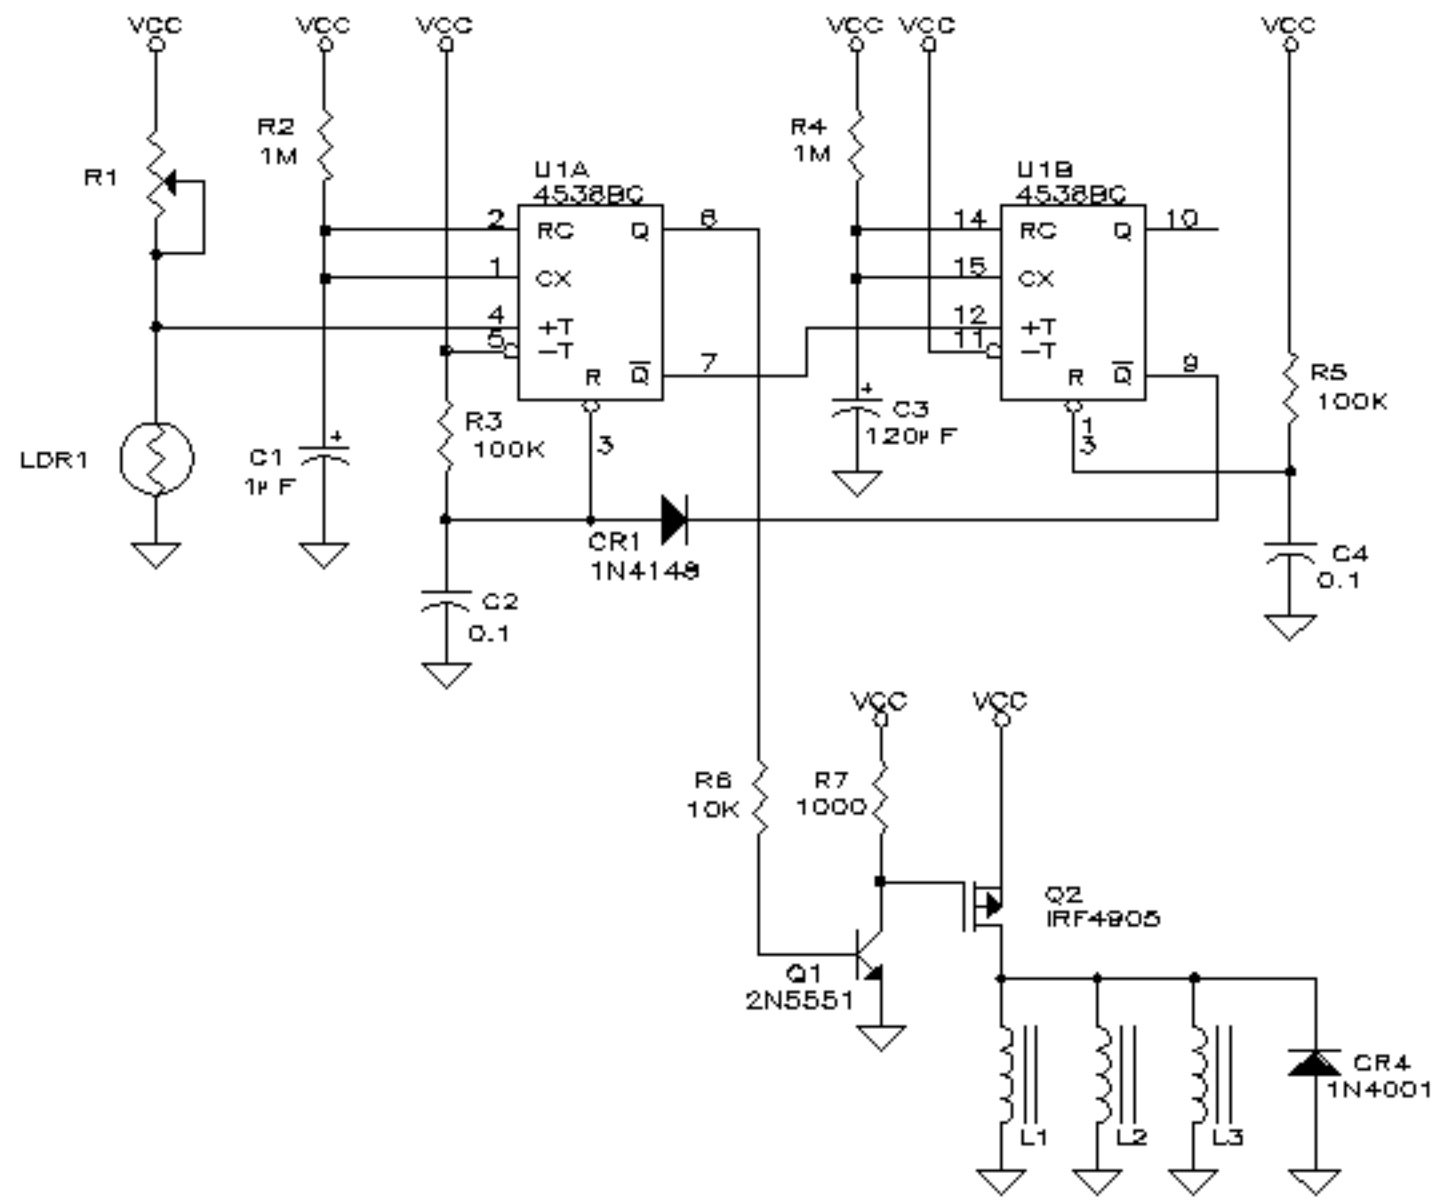 VCC VCC VCC VCC VCC VCC
R2
1M
R4
1M
R1
U1A
4538BC
U1B
4538BC
2 RC Q 6
14 RC Q 10
1 CX
15 CX
4 +T
5 -T
12 +T
11 -T
R Q 7
R Q 9
3
1
3
R3
100K
R5
100K
+
C3
120µF
+
C1
1µF
LDR1
CR1
1N4148
C4
0.1
C2
0.1
VCC VCC
R6
10K
R7
1000
Q2
IRF4905
Q1
2N5551
L1 L2 L3
CR4
1N4001